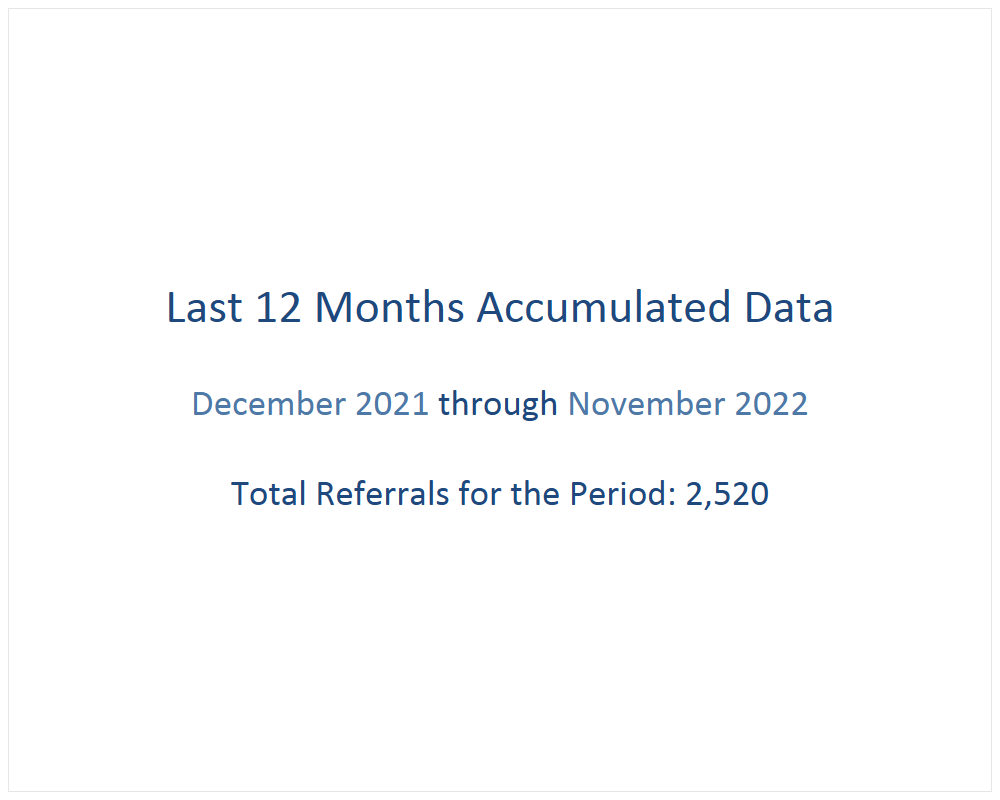 Last 12 Months Accumulated Data
December 2021 through November 2022
Total Referrals for the Period: 2,520